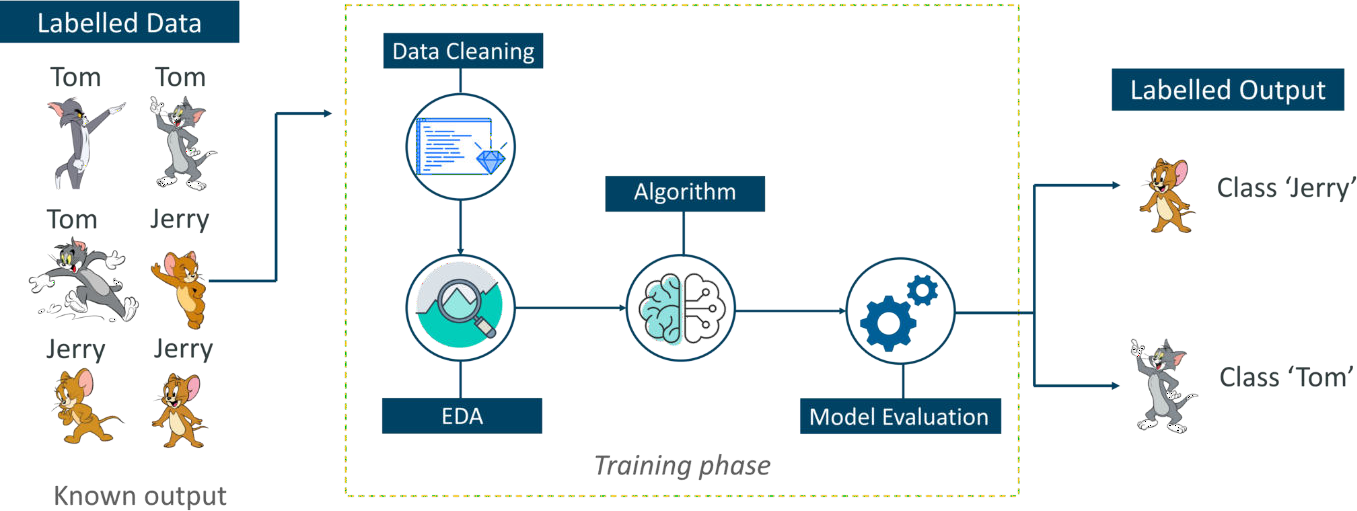 Labelled Data
Tom
Tom
Tom
Jerry
Jerry
Jerry
Known output
Data Cleaning
EDA
Algorithm
Model Evaluation
Training phase
Labelled Output
Class ‘Jerry’
Class ‘Tom’